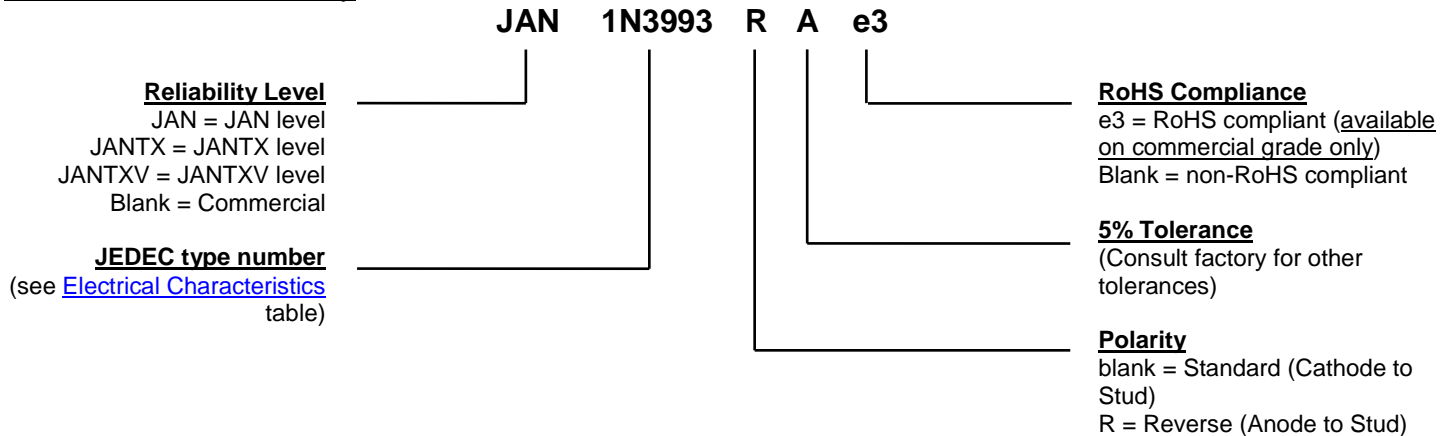 JAN 1N3993 R A e3
Reliability Level
JAN = JAN level
JANTX = JANTX level
JANTXV = JANTXV level
Blank = Commercial
JEDEC type number
(see Electrical Characteristics
table)
RoHS Compliance
e3 = RoHS compliant (available
on commercial grade only)
Blank = non-RoHS compliant
5% Tolerance
(Consult factory for other
tolerances)
Polarity
blank = Standard (Cathode to
Stud)
R = Reverse (Anode to Stud)